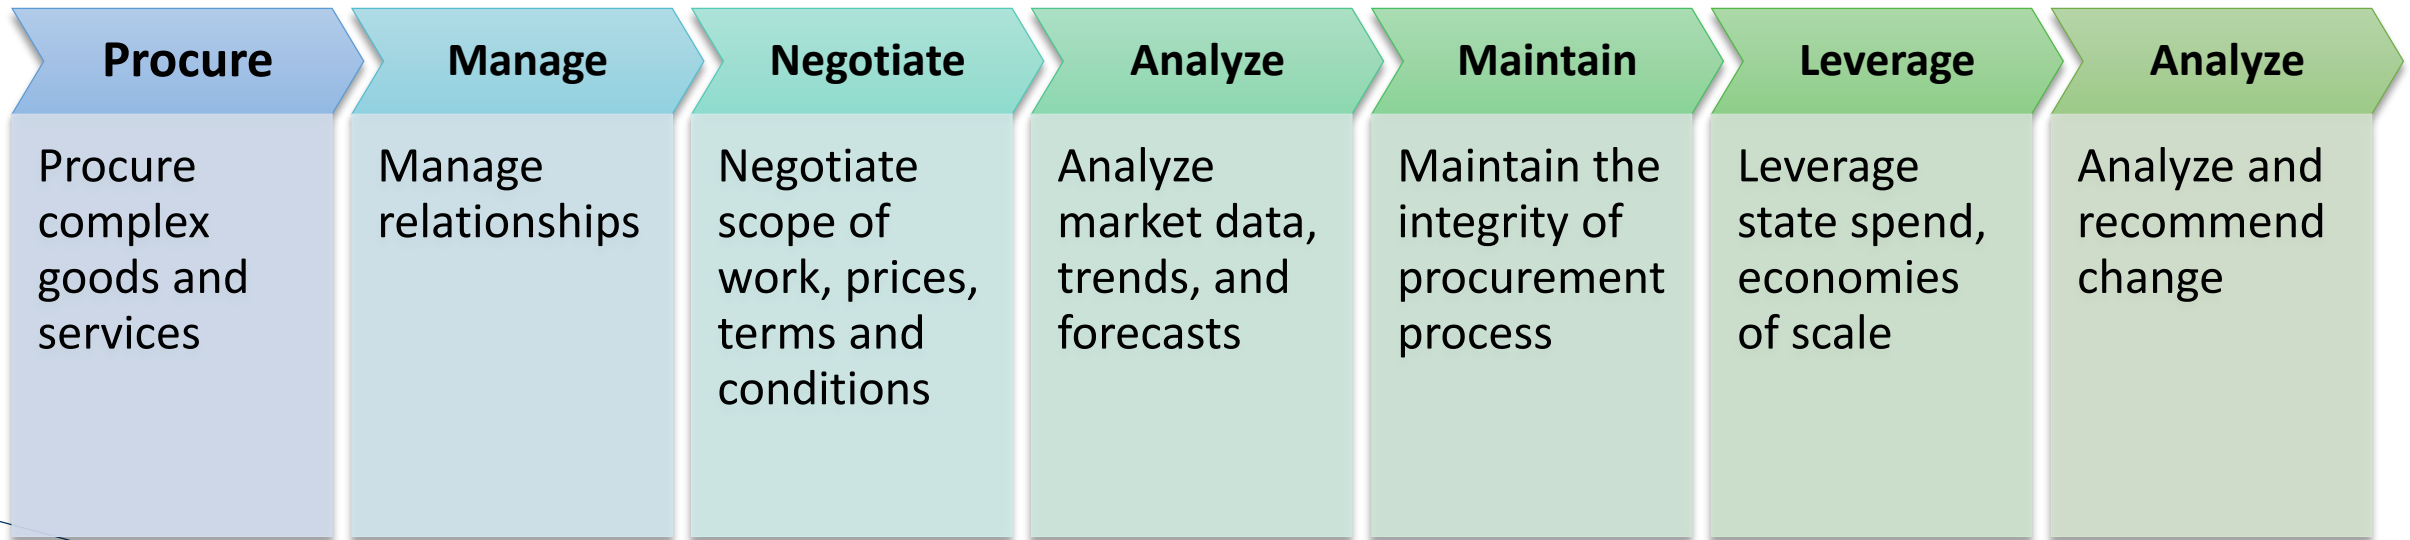 Procure
Procure
complex
goods and
services
Manage
Manage
relationships
Negotiate
Negotiate
scope of
work, prices,
terms and
conditions
Analyze
Analyze
market data,
trends, and
forecasts
Maintain
Maintain the
integrity of
procurement
process
Leverage
Leverage
state spend,
economies
of scale
Analyze
Analyze and
recommend
change